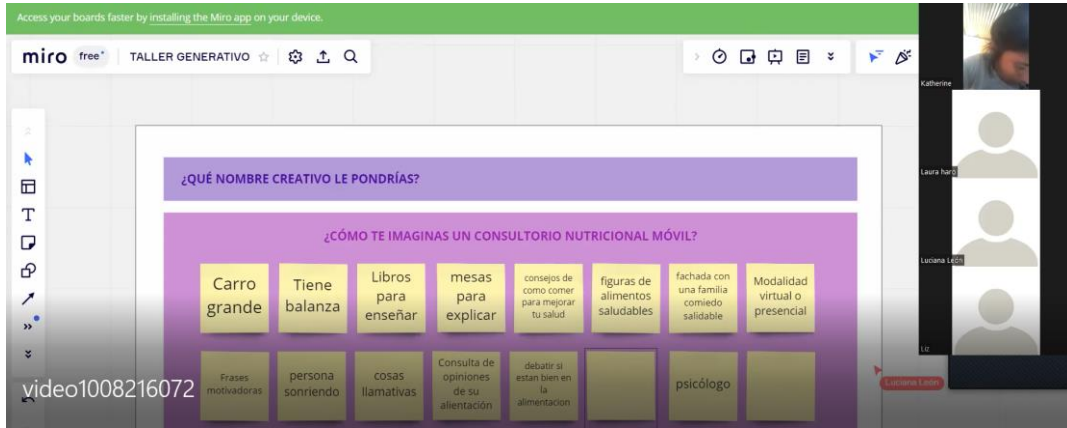 Access your boards faster by installing the Miro app on your device.
miro free TALLER GENERATIVO
¿QUÉ NOMBRE CREATIVO LE PONDRÍAS?
¿CÓMO TE IMAGINAS UN CONSULTORIO NUTRICIONAL MÓVIL?
Carro
grande
Tiene
balanza
Libros
para
enseñar
mesas
para
explicar
consejos de
como comer
para mejorar
tu salud
figuras de
alimentos
saludables
fachada con
una familia
comiedo
salidable
Modalidad
virtual o
presencial
Frases
motivadoras
persona
sonriendo
cosas
llamativas
Consulta de
opiniones
de su
alientación
debatir si
estan bien en
la
alimentacion
psicólogo
video1008216072
Katherine
Laura haro
Luciana León
Liz
Luciana León